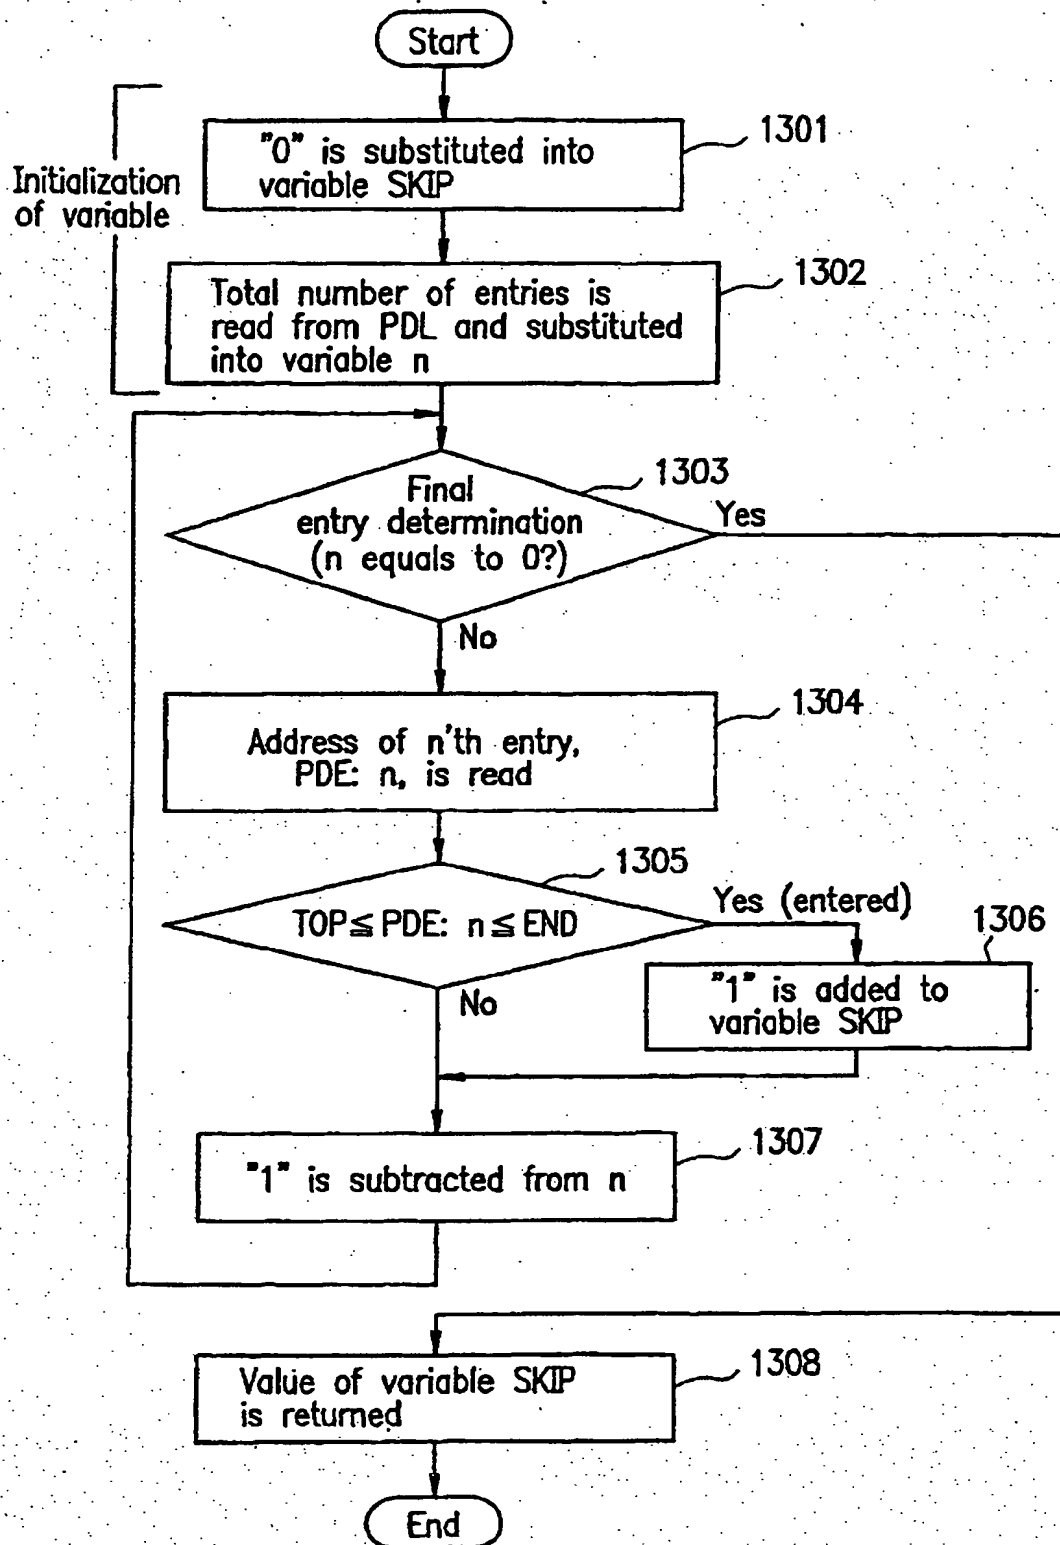 Start
1301
"0" is substituted into
variable SKIP
Initialization
of variable
1302
Total number of entries is
read from PDL and substituted
into variable n
1303
Final
entry determination
(n equals to 0?)
Yes
No
1304
Address of n'th entry,
PDE: n, is read
1305
TOP≦PDE: n≦END
Yes (entered)
1306
"1" is added to
variable SKIP
No
1307
"1" is subtracted from n
1308
Value of variable SKIP
is returned
End